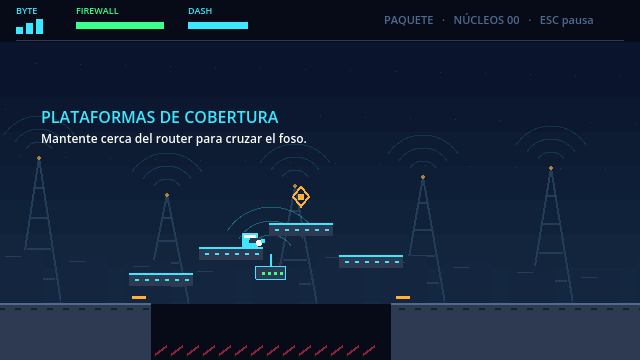 BYTE
FIREWALL
DASH
PAQUETE · NÚCLEOS 00 · ESC pausa
PLATAFORMAS DE COBERTURA
Mantente cerca del router para cruzar el foso.